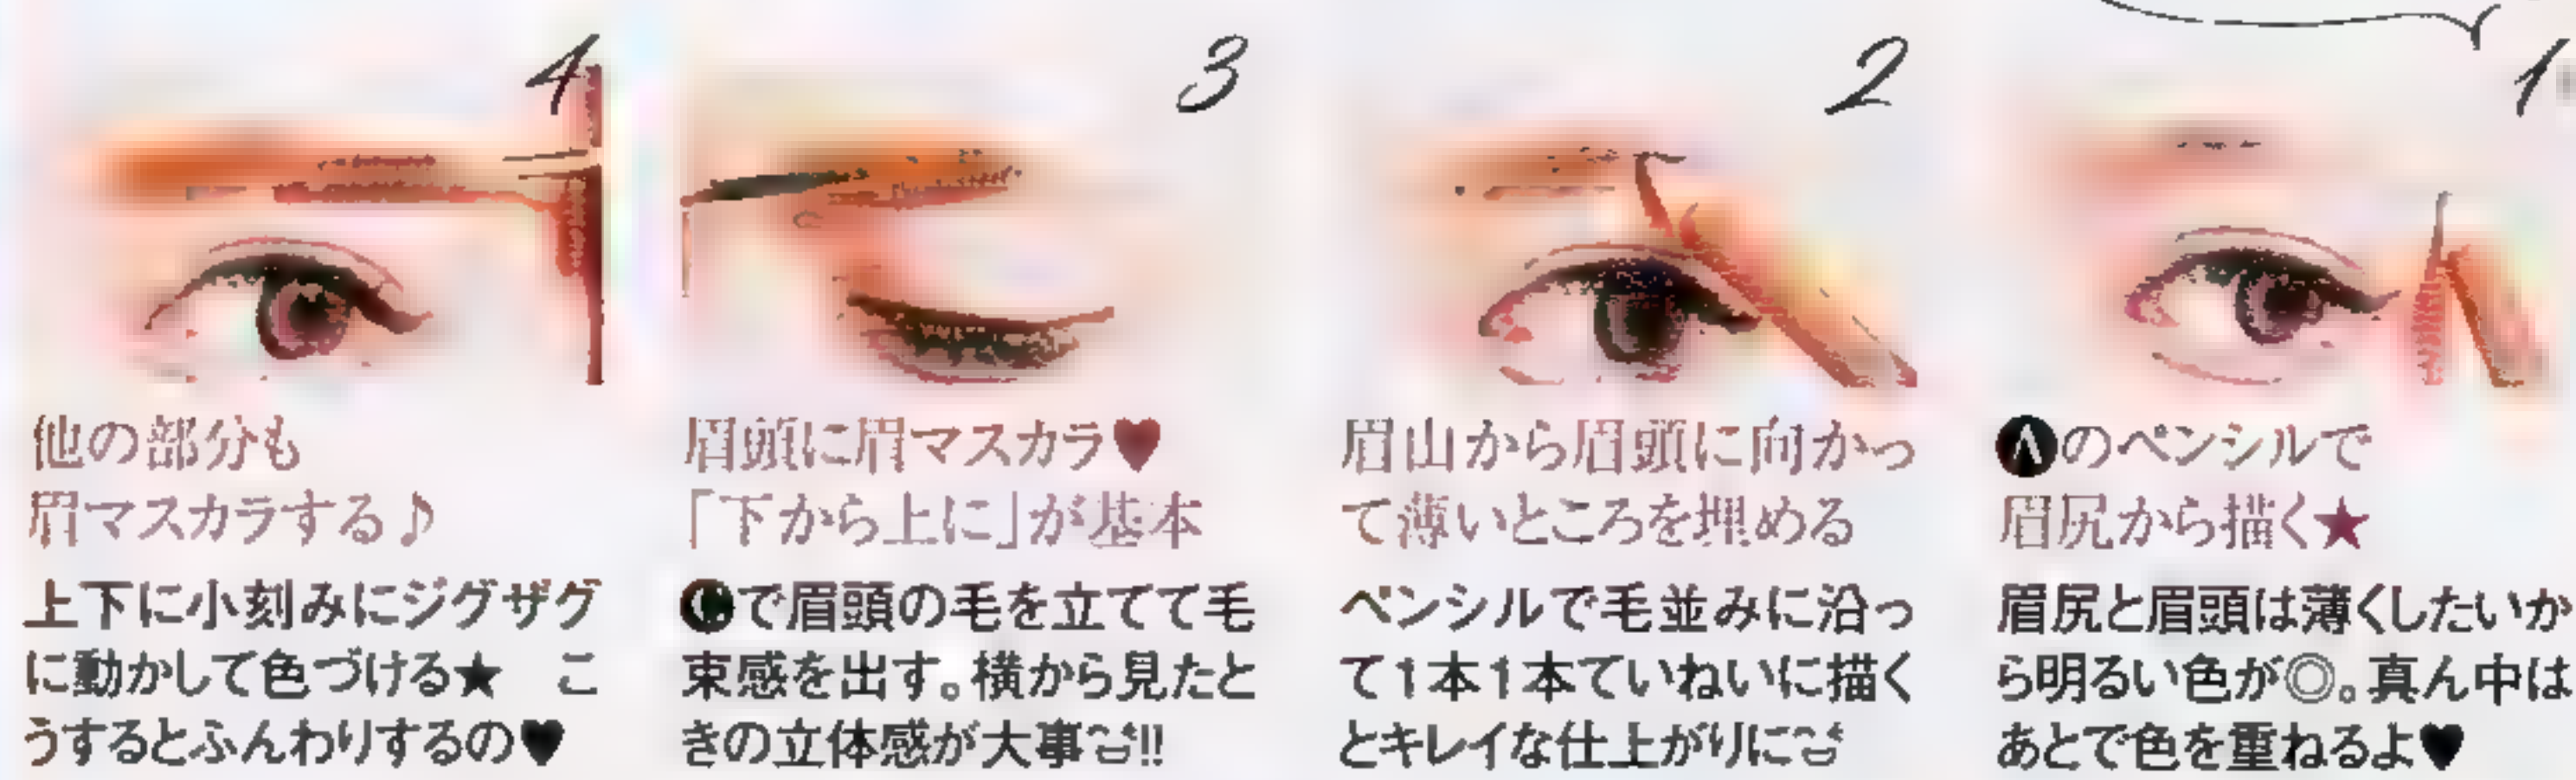 1
Ⓐのペンシルで
眉尻から描く★
眉尻と眉頭は薄くしたいか
ら明るい色が◎。真ん中は
あとで色を重ねるよ♥
2
眉山から眉頭に向かっ
て薄いところを埋める
ペンシルで毛並みに沿っ
て1本1本ていねいに描く
とキレイな仕上がりに
3
眉頭に眉マスカラ♥
「下から上に」が基本
で眉頭の毛を立てて毛
束感を出す。横から見たと
きの立体感が大事!!
4
他の部分も
眉マスカラする♪
上下に小刻みにジグザグ
に動かして色づける★ こ
うするとふんわりするの♥